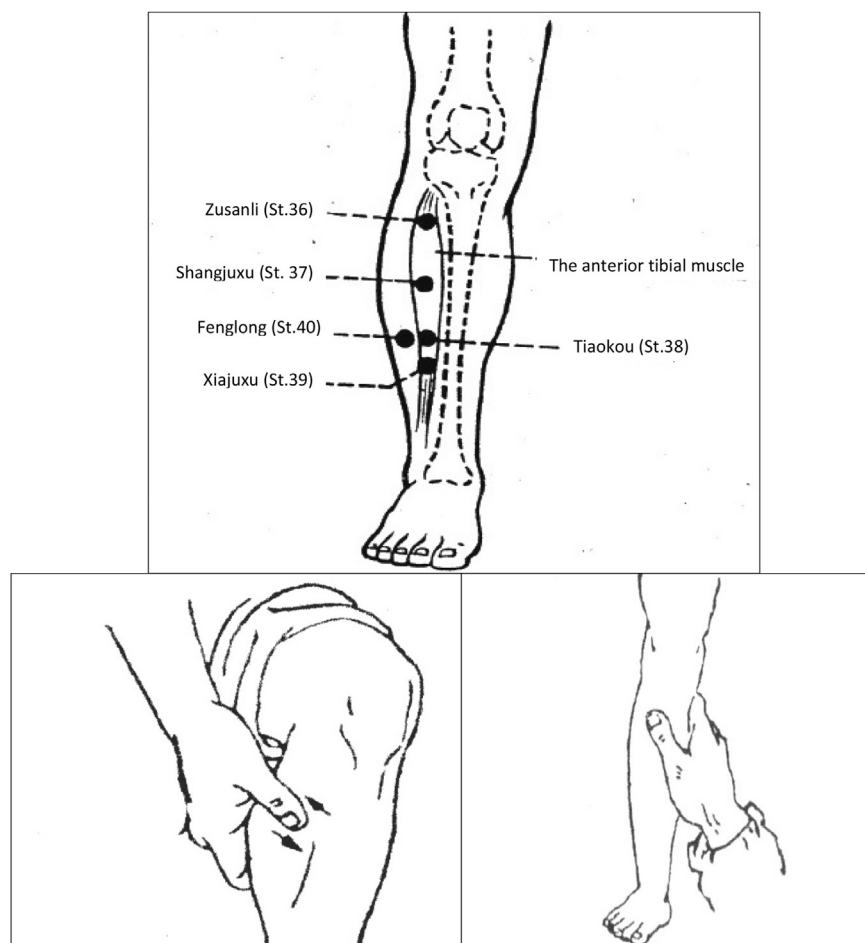 Zusanli (St.36)
Shangjuxu (St. 37)
The anterior tibial muscle
Fenglong (St.40)
Tiaokou (St.38)
Xiajuxu (St.39)